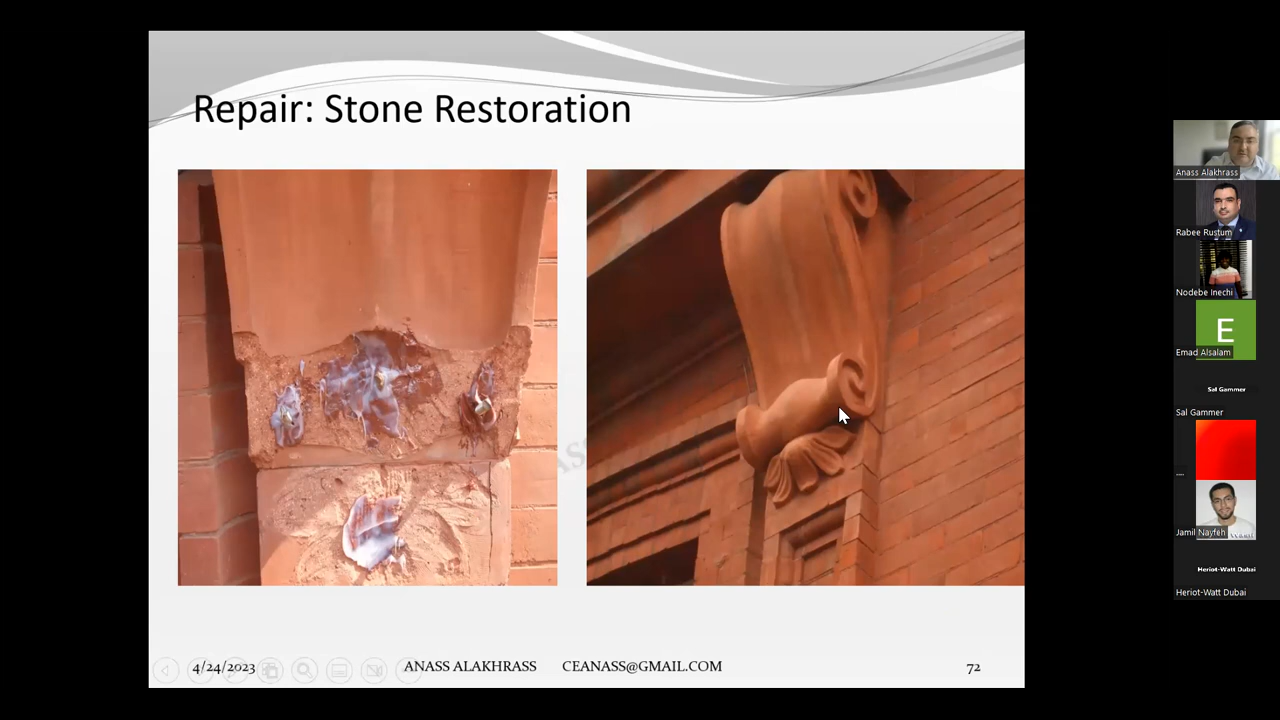 Repair: Stone Restoration
4/24/2023
ANASS ALAKHRASS CEANASS@GMAIL.COM
72
Anass Alakhrass
Rabee Rustum
Nodebe Inechi
E
Emad Alsalam
Sal Gammer
Sal Gammer
....
Jamil Nayfeh
Heriot-Watt Dubai
Heriot-Watt Dubai